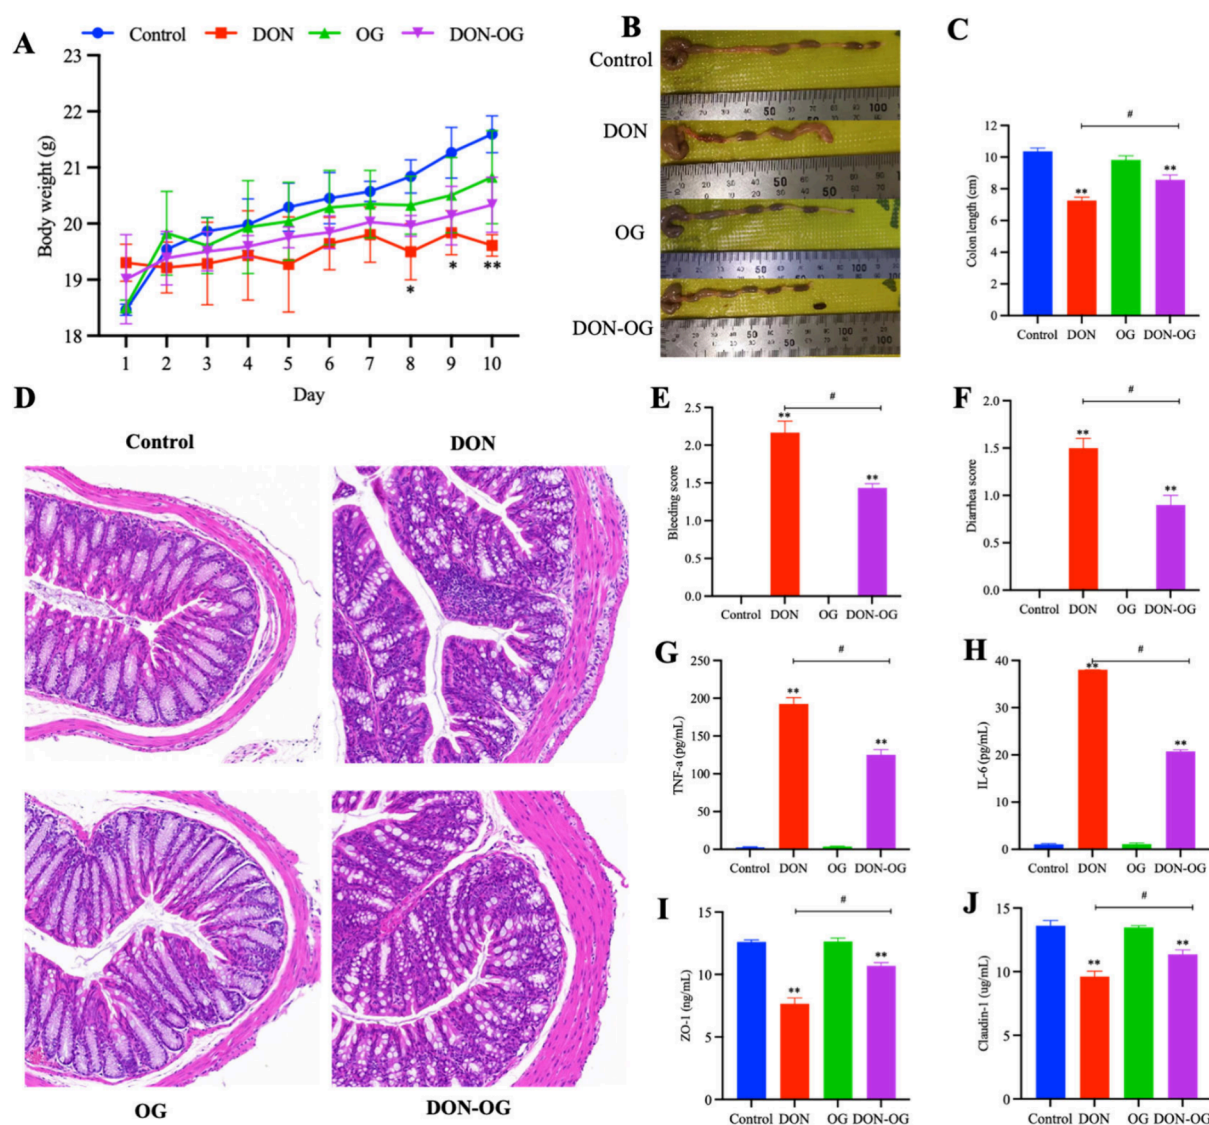 A
Control DON OG DON-OG
Body weight (g)
23
22
21
20
19
18
1 2 3 4 5 6 7 8 9 10
Day
* * **
B
Control
DON
OG
DON-OG
C
Colon length (cm)
12
10
8
6
4
2
0
#
** **
Control DON OG DON-OG
D
Control
DON
OG
DON-OG
E
Bleeding score
2.5
2.0
1.5
1.0
0.5
0.0
#
** **
Control DON OG DON-OG
F
Diarrhea score
2.0
1.5
1.0
0.5
0.0
#
** **
Control DON OG DON-OG
G
TNF-a (pg/mL)
250
200
150
100
50
0
#
** **
Control DON OG DON-OG
H
IL-6 (pg/mL)
40
30
20
10
0
#
** **
Control DON OG DON-OG
I
ZO-1 (ng/mL)
15
10
5
0
#
** **
Control DON OG DON-OG
J
Claudin-1 (ug/mL)
15
10
5
0
#
** **
Control DON OG DON-OG